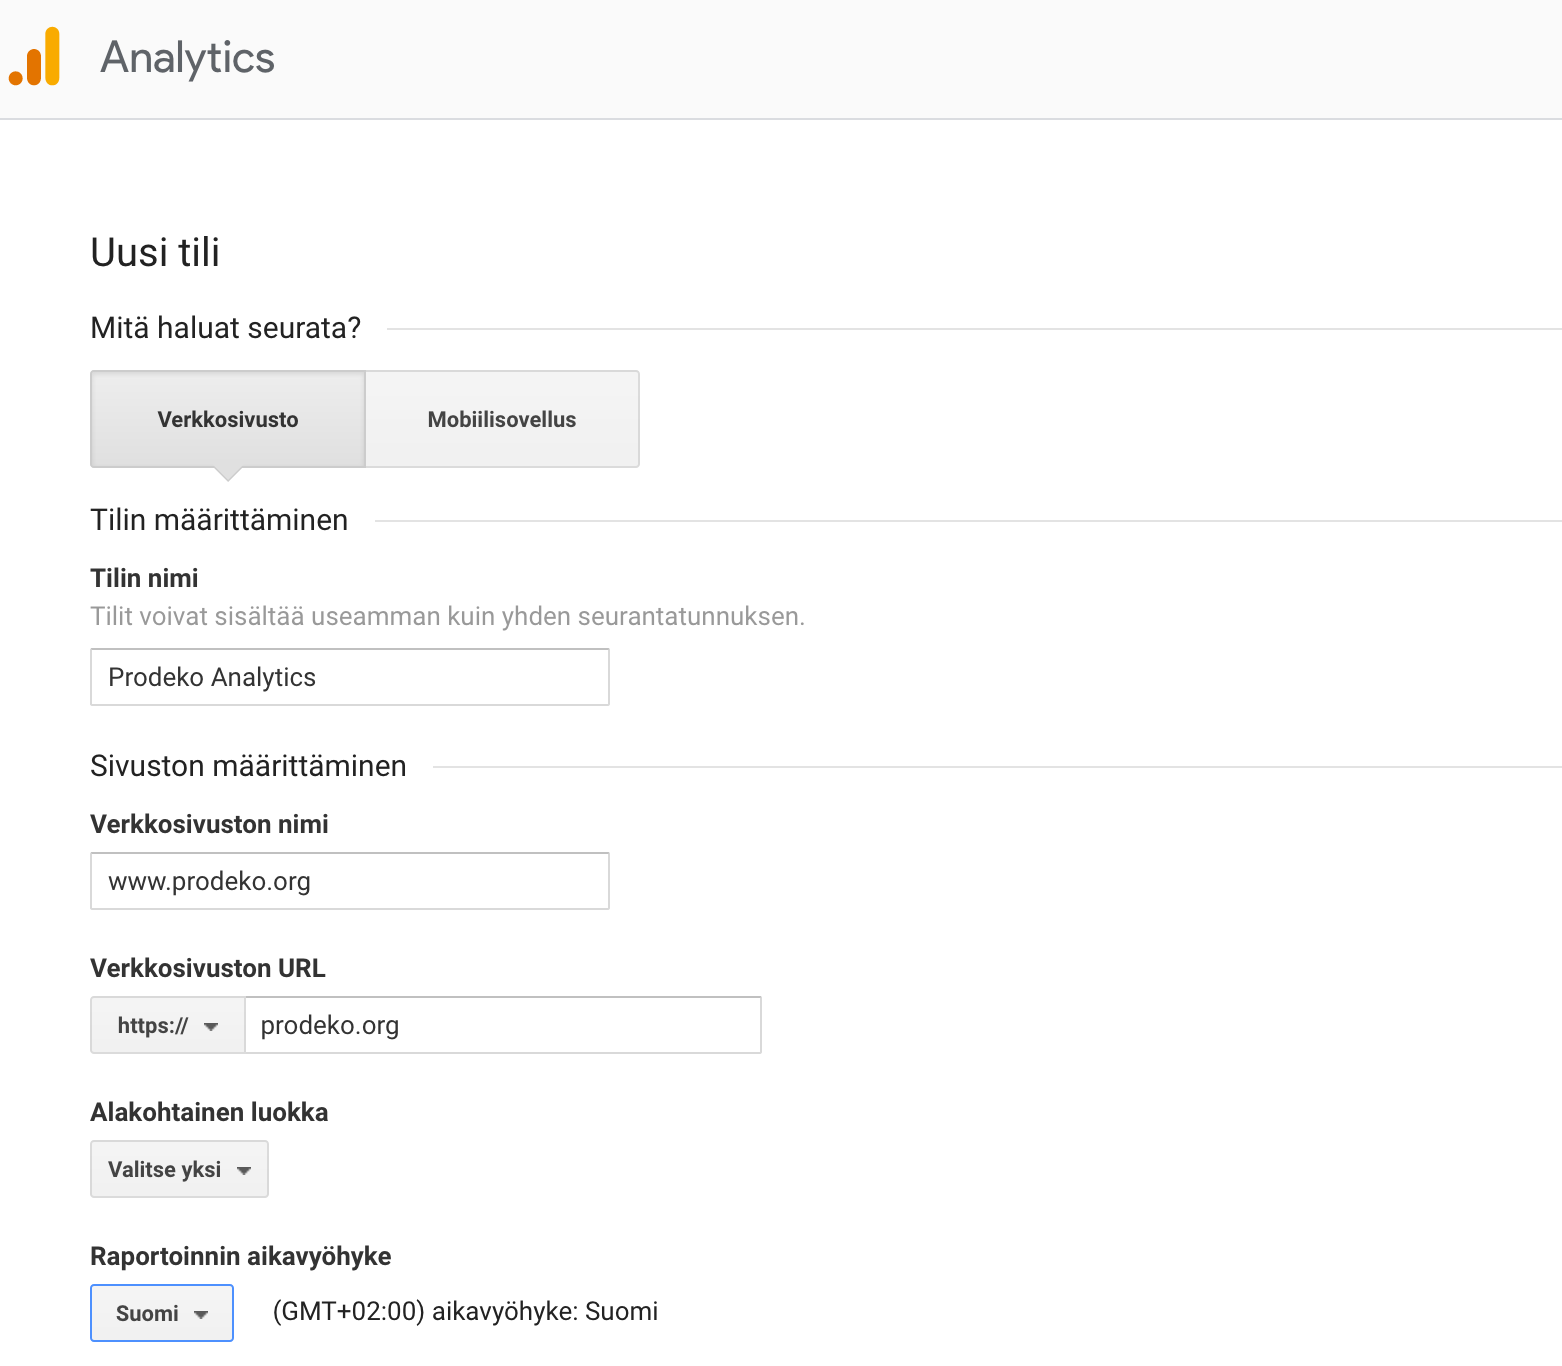 Analytics
Uusi tili
Mitä haluat seurata?
Verkkosivusto
Mobiilisovellus
Tilin määrittäminen
Tilin nimi
Tilit voivat sisältää useamman kuin yhden seurantatunnuksen.
Prodeko Analytics
Sivuston määrittäminen
Verkkosivuston nimi
www.prodeko.org
Verkkosivuston URL
https:// prodeko.org
Alakohtainen luokka
Valitse yksi
Raportoinnin aikavyöhyke
Suomi (GMT+02:00) aikavyöhyke: Suomi